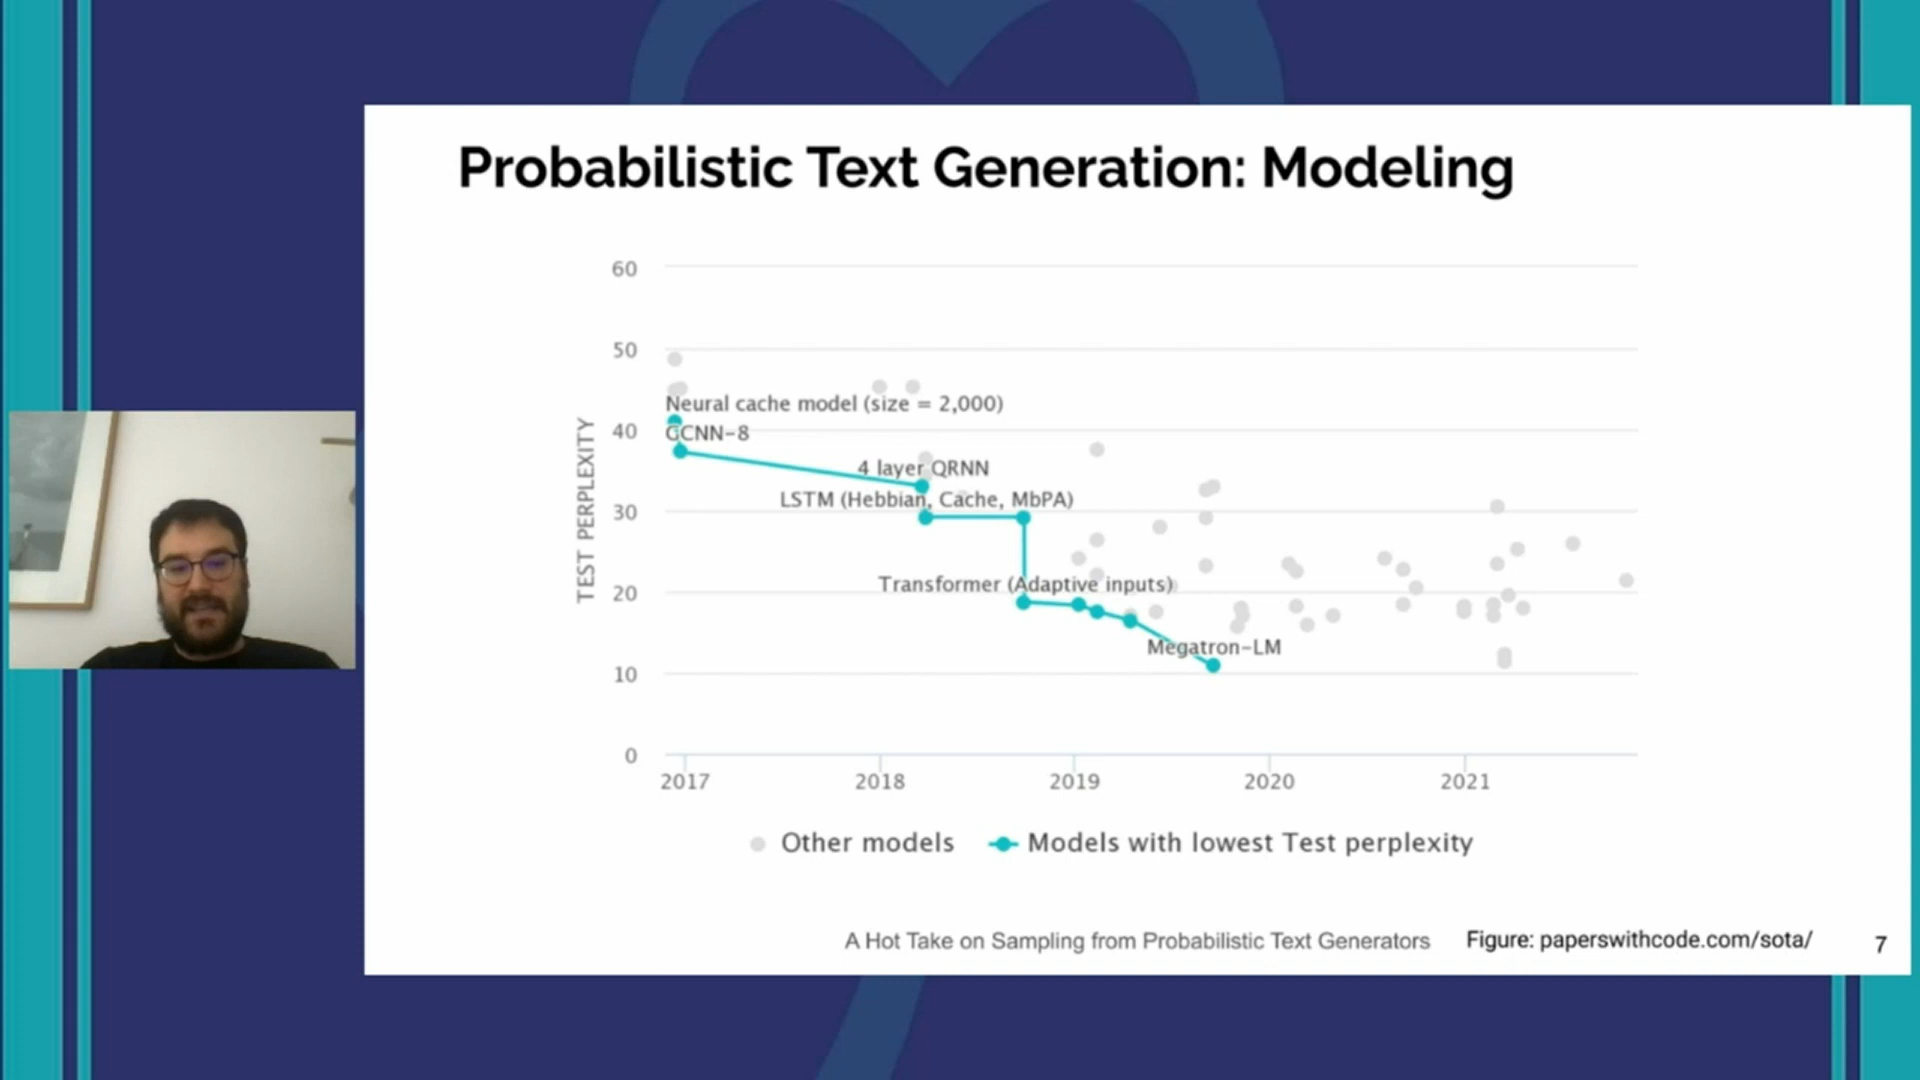 Probabilistic Text Generation: Modeling
60
50
Neural cache model (size = 2,000)
40
GCNN-8
4 layer QRNN
LSTM (Hebbian, Cache, MbPA)
30
TEST PERPLEXITY
Transformer (Adaptive inputs)
20
Megatron-LM
10
0
2017 2018 2019 2020 2021
Other models Models with lowest Test perplexity
A Hot Take on Sampling from Probabilistic Text Generators Figure: paperswithcode.com/sota/ 7